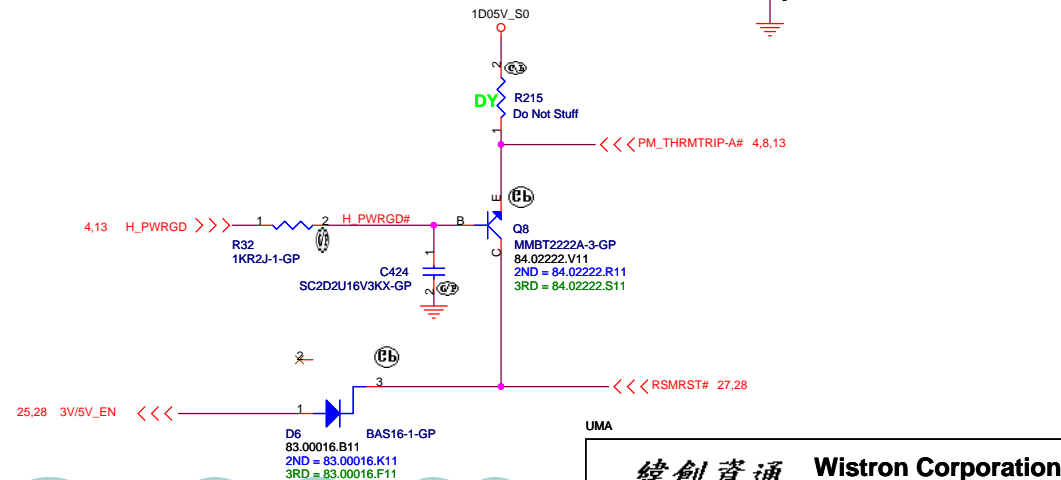 1D05V_S0
2
DY
R215
Do Not Stuff
1
PM_THRMTRIP-A# 4,8,13
E
4,13 H_PWRGD
1
2
H_PWRGD#
B
Q8
R32
1KR2J-1-GP
C
MMBT2222A-3-GP
84.02222.V11
2ND = 84.02222.R11
3RD = 84.02222.S11
1
C424
SC2D2U16V3KX-GP
2
2
3
RSMRST# 27,28
25,28 3V/5V_EN
1
D6
BAS16-1-GP
83.00016.B11
2ND = 83.00016.K11
3RD = 83.00016.F11
UMA
緯創資通 Wistron Corporation